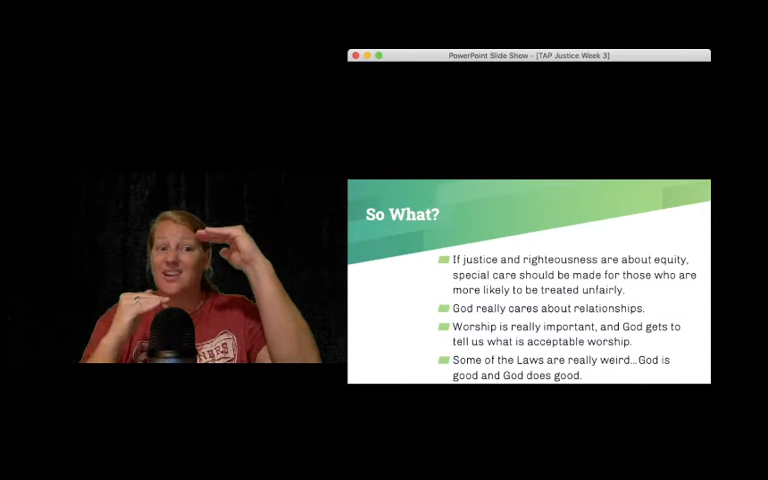 PowerPoint Slide Show - [TAP Justice Week 3]
So What?
If justice and righteousness are about equity,
special care should be made for those who are
more likely to be treated unfairly.
God really cares about relationships.
Worship is really important, and God gets to
tell us what is acceptable worship.
Some of the Laws are really weird...God is
good and God does good.